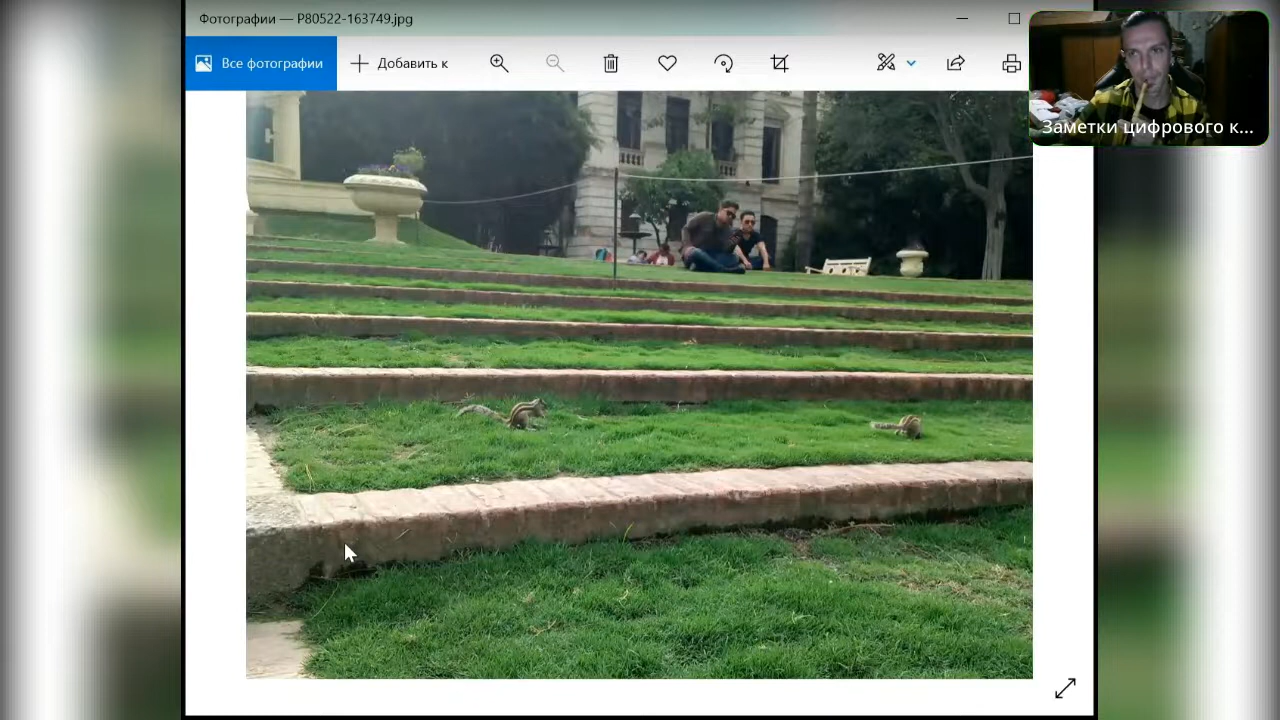 Фотографии — P80522-163749.jpg
Все фотографии
Добавить к
Заметки цифрового к...